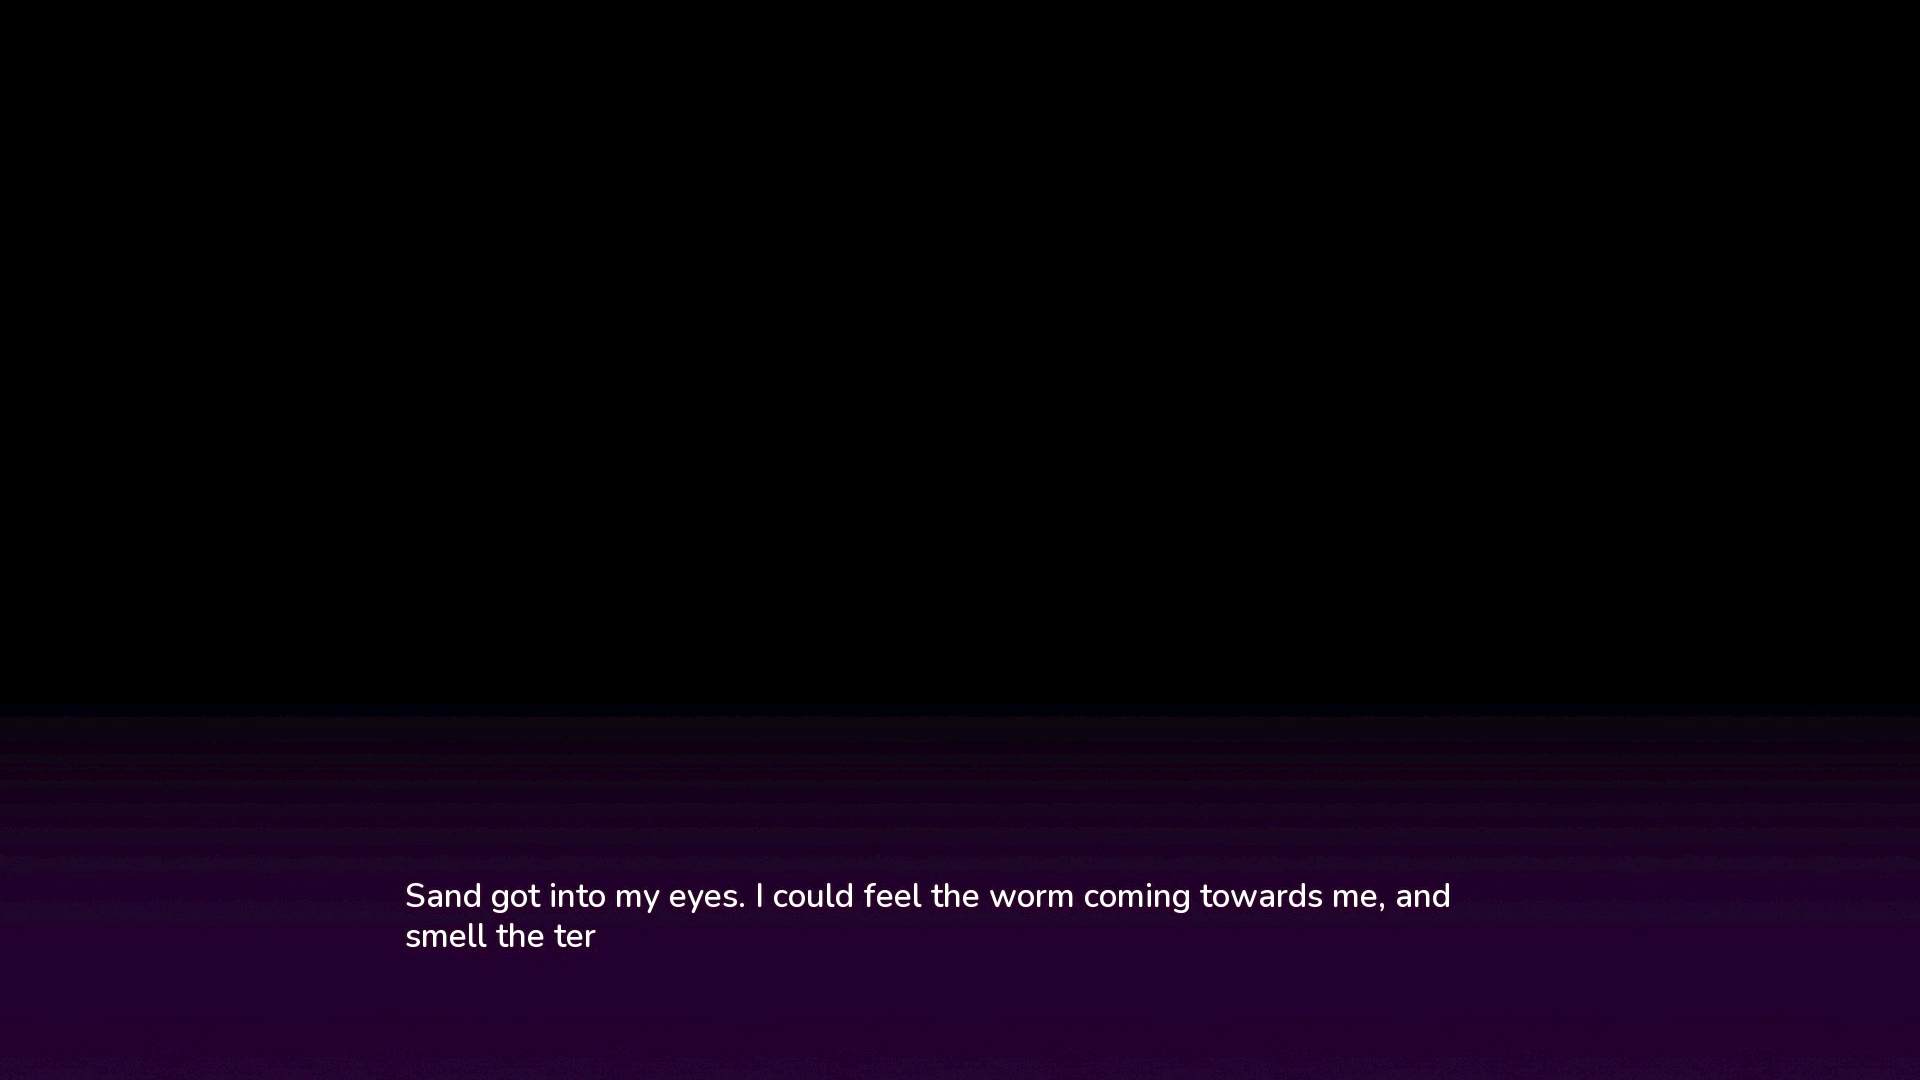 Sand got into my eyes. I could feel the worm coming towards me, and
smell the ter